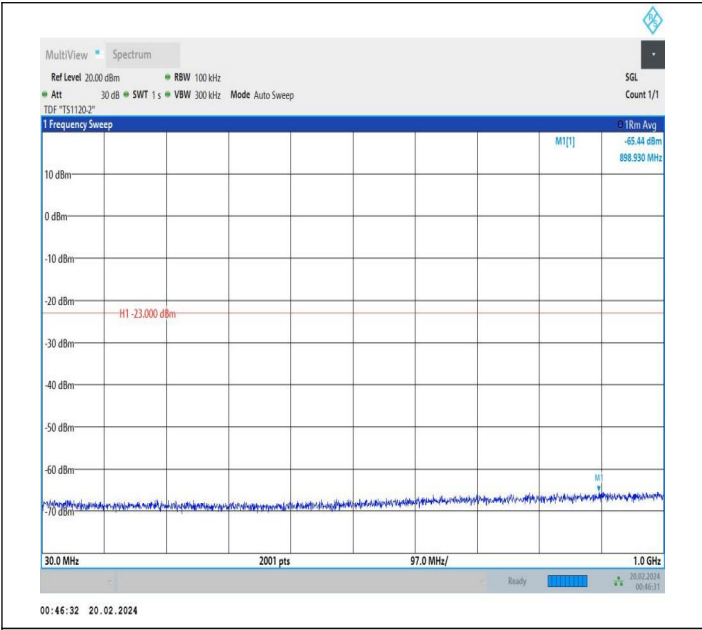 MultiView Spectrum
Ref Level 20.00 dBm RBW 100 kHz SGL
Att 30 dB SWT 1 s VBW 300 kHz Mode Auto Sweep Count 1/1
TDF "TS1120-2"
1 Frequency Sweep 1Rm Avg
M1[1] -65.44 dBm
898.930 MHz
10 dBm
0 dBm
-10 dBm
-20 dBm
H1 -23.000 dBm
-30 dBm
-40 dBm
-50 dBm
-60 dBm
M1
-70 dBm
30.0 MHz 2001 pts 97.0 MHz/ 1.0 GHz
Ready 20.02.2024
00:46:31
00:46:32 20.02.2024